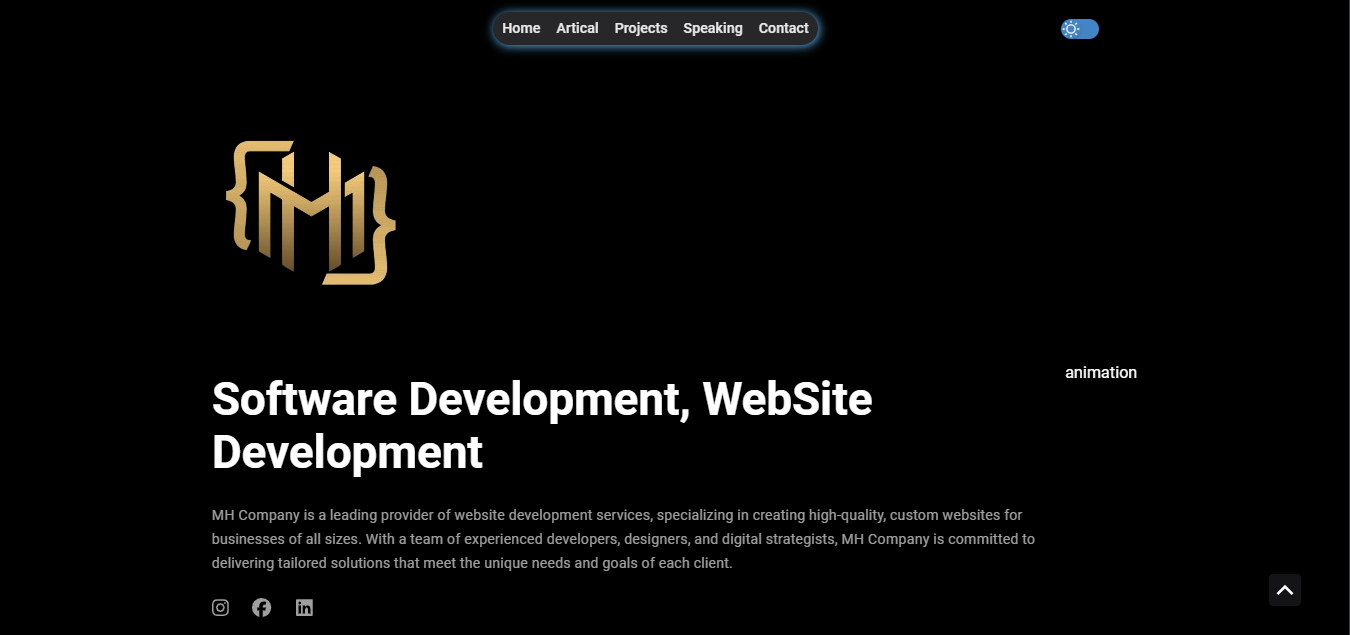 Home Artical Projects Speaking Contact
MH
animation
Software Development, WebSite
Development
MH Company is a leading provider of website development services, specializing in creating high-quality, custom websites for
businesses of all sizes. With a team of experienced developers, designers, and digital strategists, MH Company is committed to
delivering tailored solutions that meet the unique needs and goals of each client.